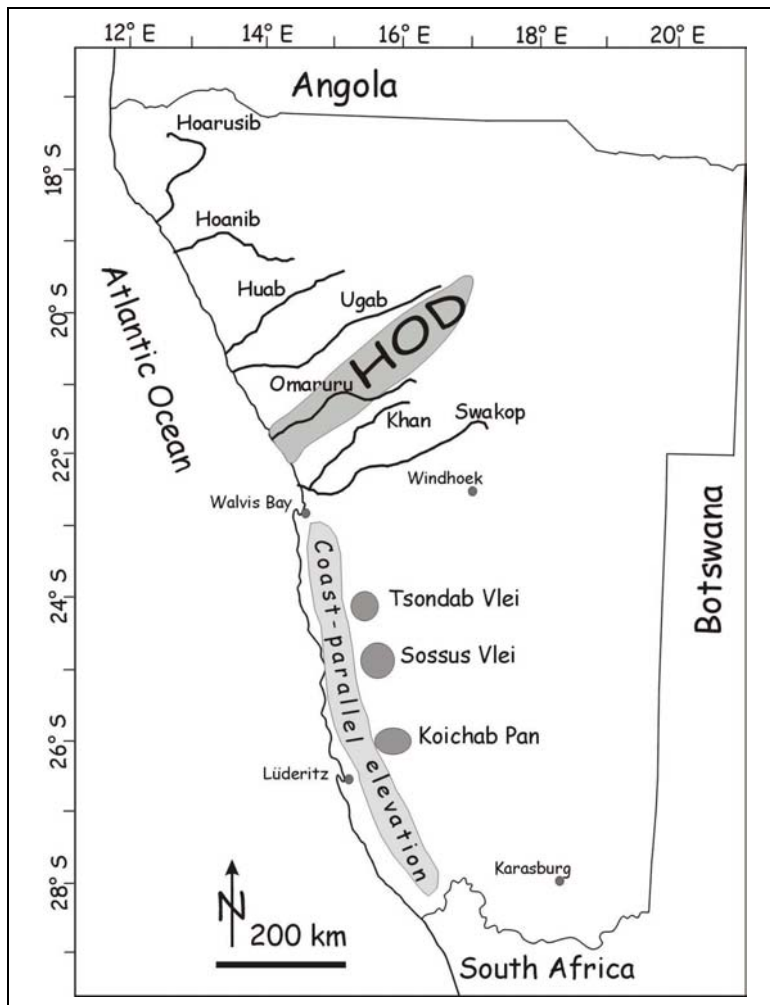 12° E 14° E 16° E 18° E 20° E
Angola
Hoarusib
18° S
Hoanib
Huab
Ugab
Atlantic Ocean
20° S
HOD
Omaruru
Khan
Swakop
22° S
Windhoek
Walvis Bay
Botswana
24° S
Tsondab Vlei
Coast-parallel elevation
Sossus Vlei
26° S
Koichab Pan
Lüderitz
28° S
Karasburg
N
200 km
South Africa